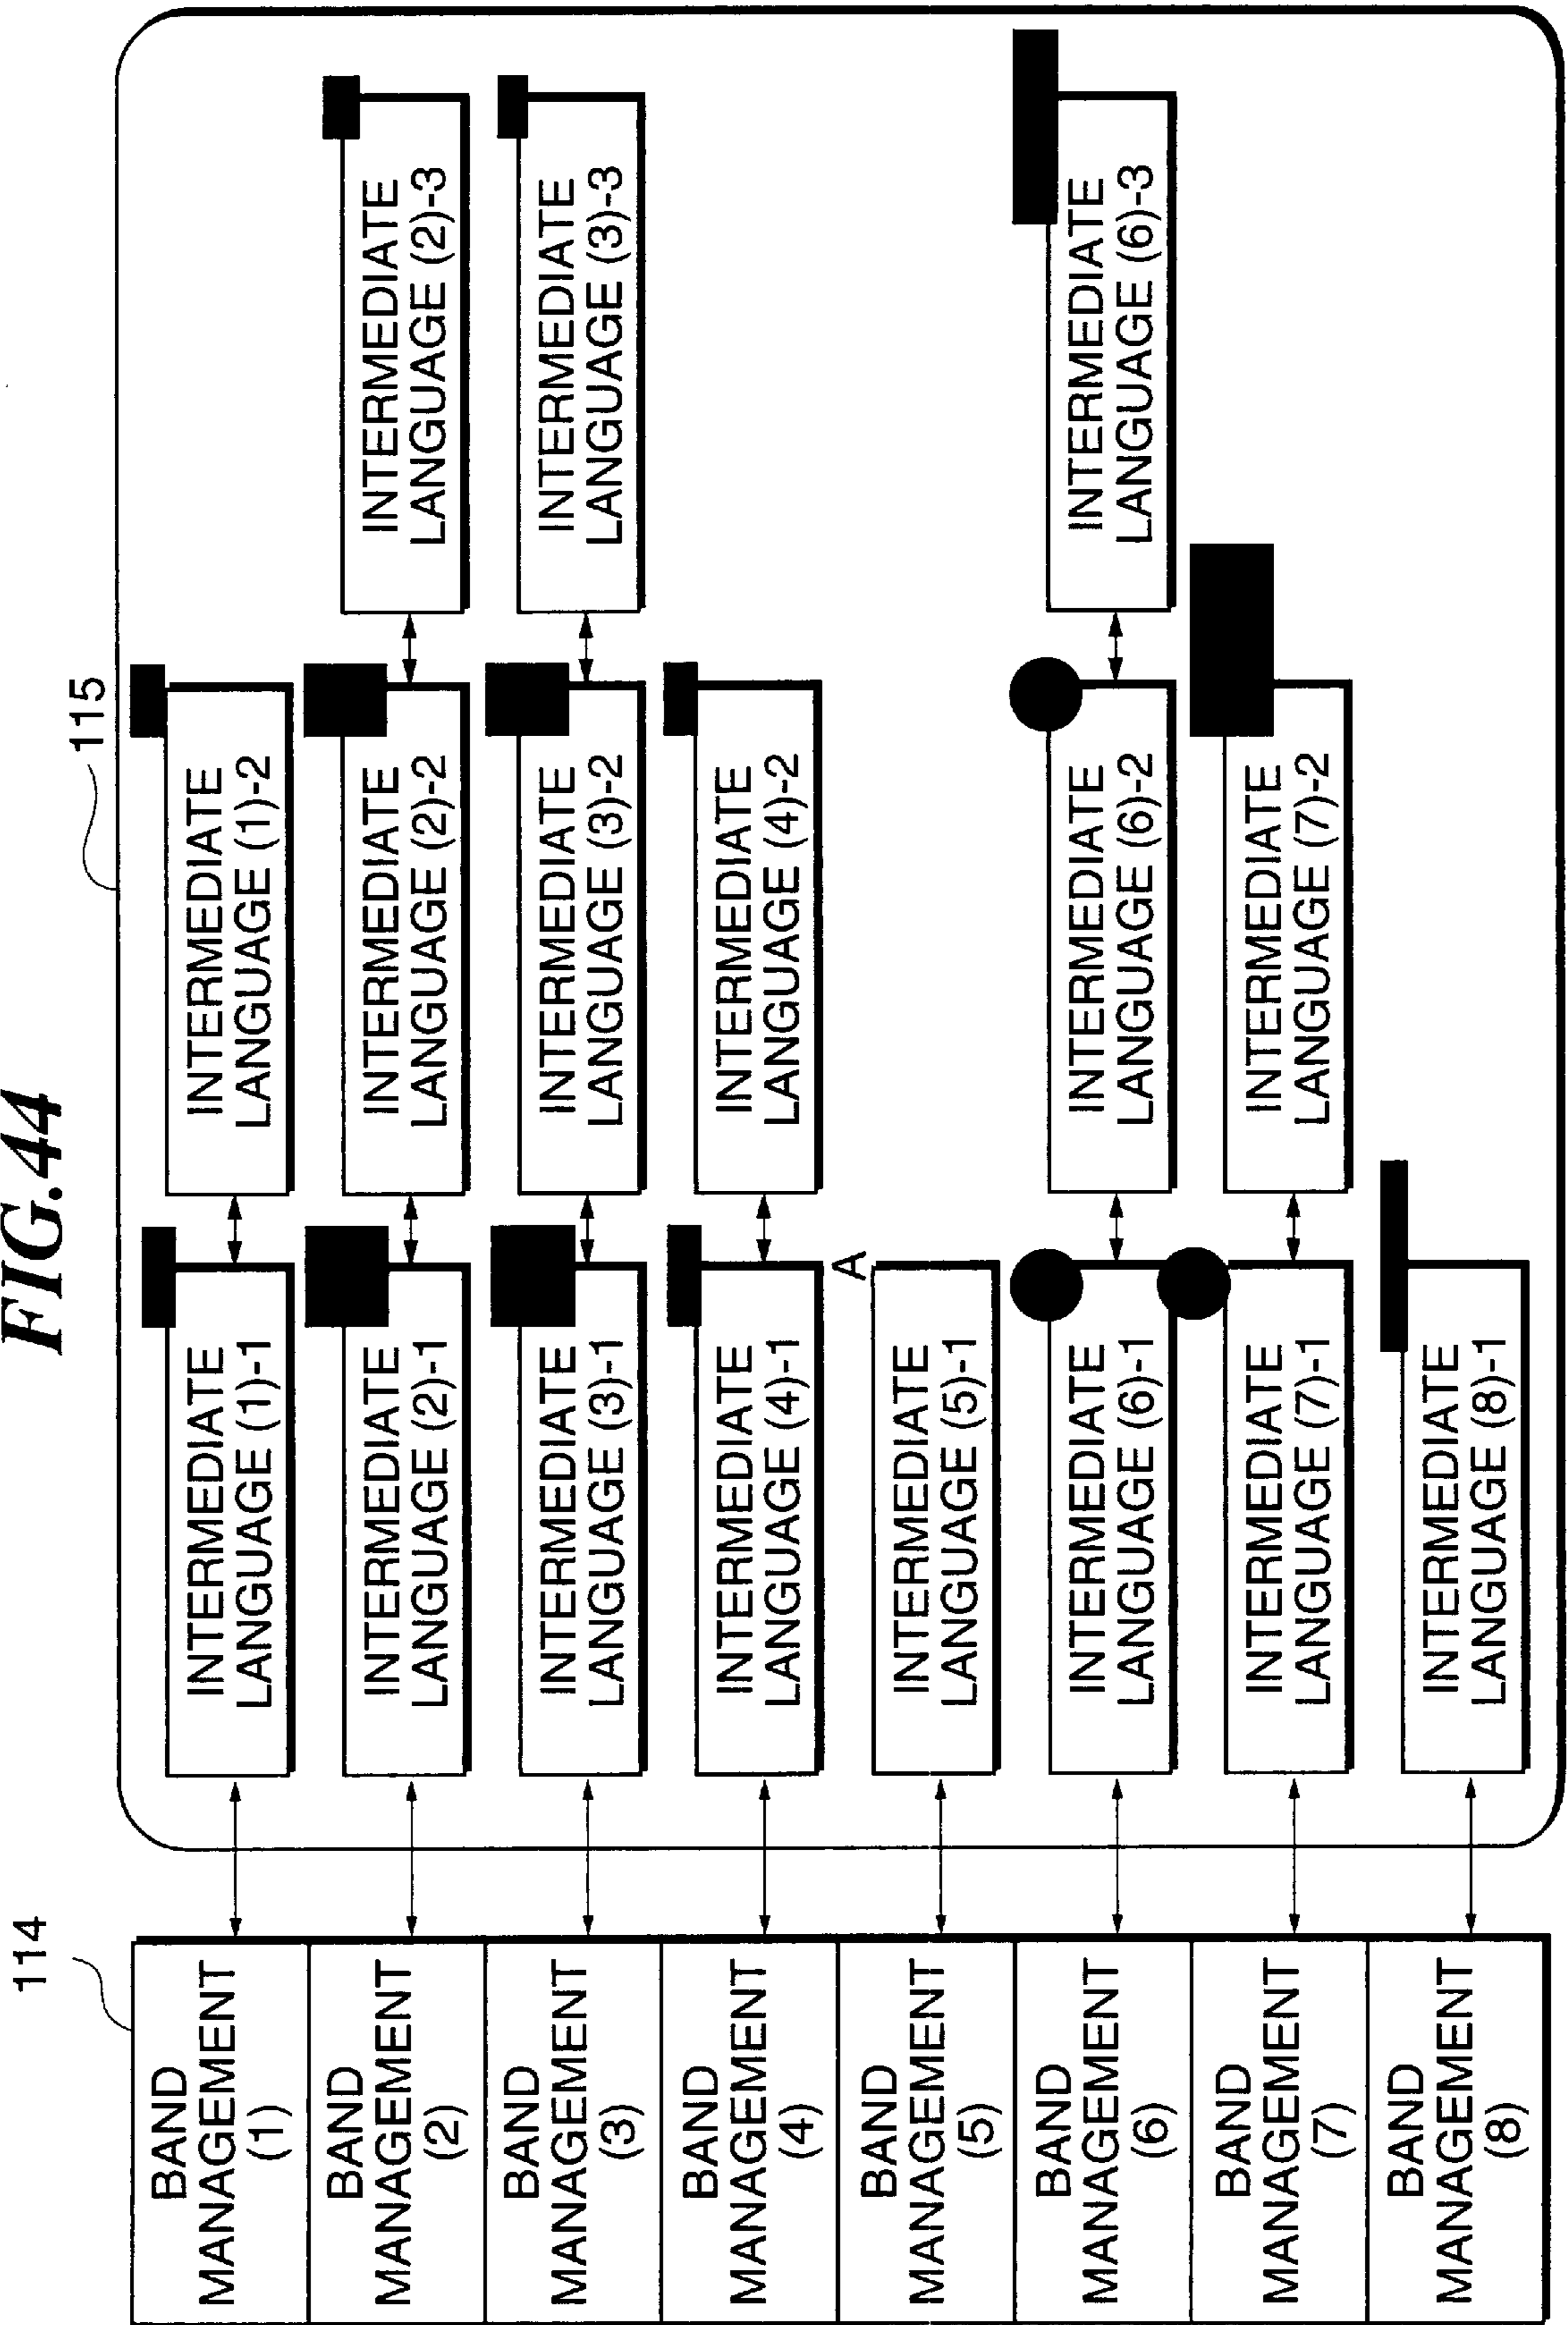 FIG.44
114
115
BAND
MANAGEMENT
(1)
INTERMEDIATE
LANGUAGE (1)-1
INTERMEDIATE
LANGUAGE (1)-2
BAND
MANAGEMENT
(2)
INTERMEDIATE
LANGUAGE (2)-1
INTERMEDIATE
LANGUAGE (2)-2
INTERMEDIATE
LANGUAGE (2)-3
BAND
MANAGEMENT
(3)
INTERMEDIATE
LANGUAGE (3)-1
INTERMEDIATE
LANGUAGE (3)-2
INTERMEDIATE
LANGUAGE (3)-3
BAND
MANAGEMENT
(4)
INTERMEDIATE
LANGUAGE (4)-1
INTERMEDIATE
LANGUAGE (4)-2
A
BAND
MANAGEMENT
(5)
INTERMEDIATE
LANGUAGE (5)-1
BAND
MANAGEMENT
(6)
INTERMEDIATE
LANGUAGE (6)-1
INTERMEDIATE
LANGUAGE (6)-2
INTERMEDIATE
LANGUAGE (6)-3
BAND
MANAGEMENT
(7)
INTERMEDIATE
LANGUAGE (7)-1
INTERMEDIATE
LANGUAGE (7)-2
BAND
MANAGEMENT
(8)
INTERMEDIATE
LANGUAGE (8)-1